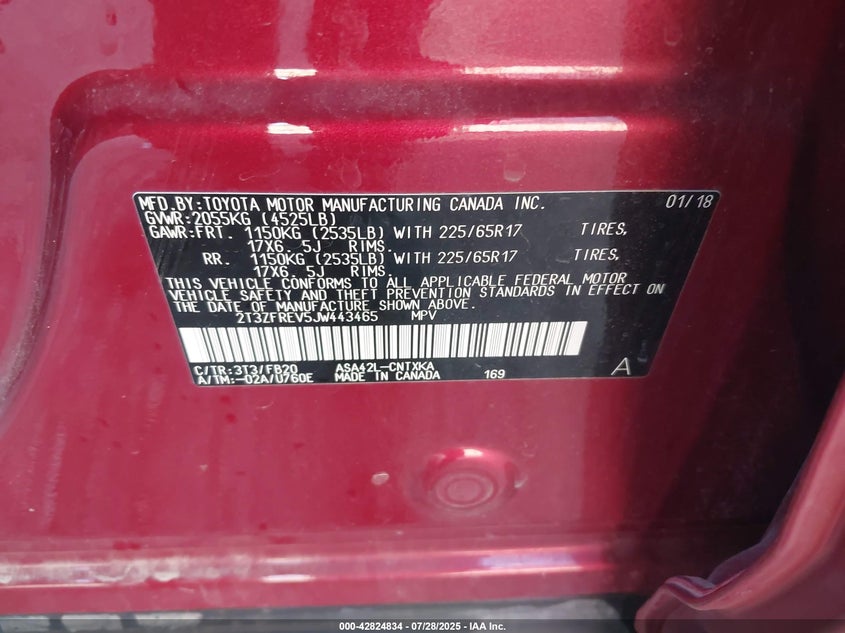 MFD.BY:TOYOTA MOTOR MANUFACTURING CANADA INC. 01/18
GVWR:2055KG (4525LB)
GAWR:FRT. 1150KG (2535LB) WITH 225/65R17 TIRES,
17X6. 5J RIMS.
RR. 1150KG (2535LB) WITH 225/65R17 TIRES,
17X6. 5J RIMS.
THIS VEHICLE CONFORMS TO ALL APPLICABLE FEDERAL MOTOR
VEHICLE SAFETY AND THEFT PREVENTION STANDARDS IN EFFECT ON
THE DATE OF MANUFACTURE SHOWN ABOVE.
2T3ZFREV5JW443465 MPV
C/TR:3T3/FB20 ASA42L-CNTXKA
A/TM:-02A/U760E MADE IN CANADA 169 A
000-42824834 / 07/28/2025 - IAA Inc.